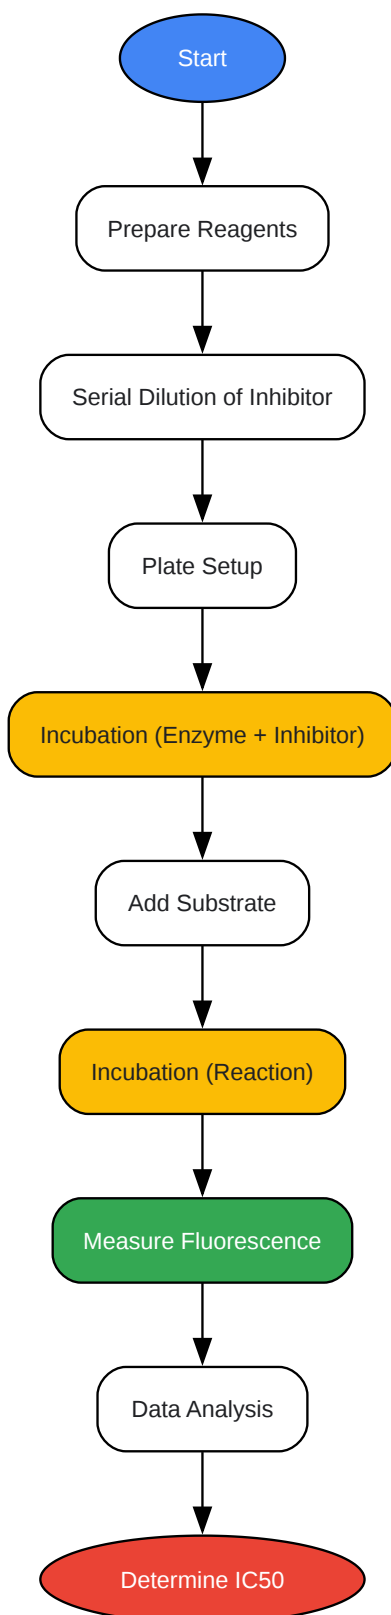 Start
Prepare Reagents
Serial Dilution of Inhibitor
Plate Setup
Incubation (Enzyme + Inhibitor)
Add Substrate
Incubation (Reaction)
Measure Fluorescence
Data Analysis
Determine IC50